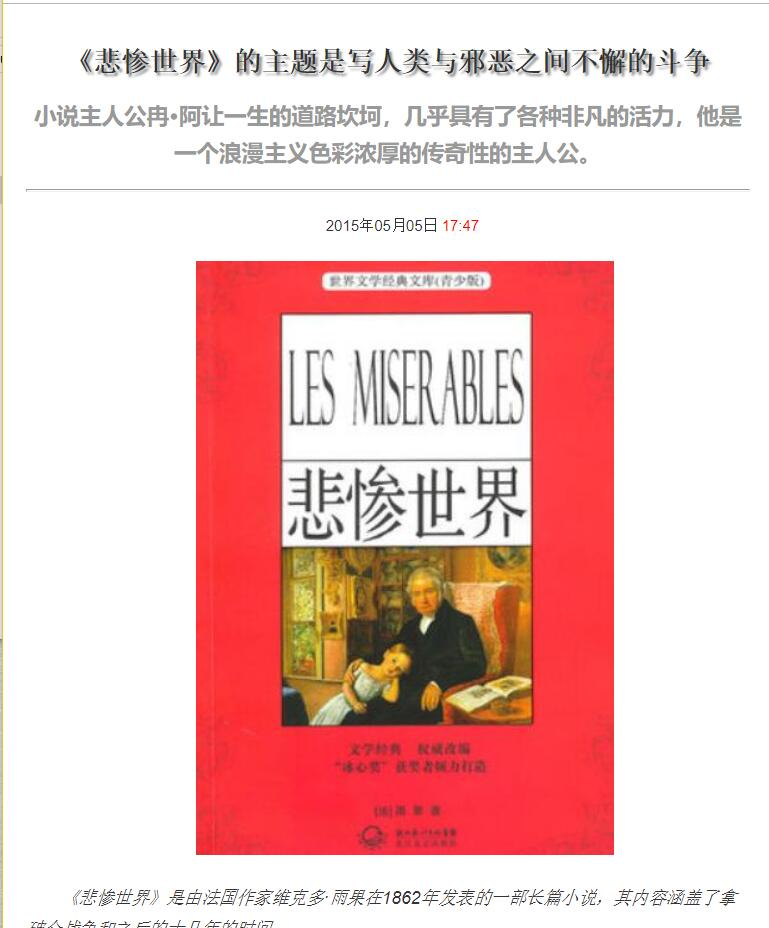 《悲惨世界》的主题是写人类与邪恶之间不懈的斗争
小说主人公冉•阿让一生的道路坎坷，几乎具有了各种非凡的活力，他是
一个浪漫主义色彩浓厚的传奇性的主人公。
2015年05月05日 17:47
世界文学经典文库(青少版)
LES MISERABLES
悲惨世界
文学经典 权威改编
“冰心奖”获奖者倾力打造
[法] 雨果 著
《悲惨世界》是由法国作家维克多·雨果在1862年发表的一部长篇小说，其内容涵盖了拿